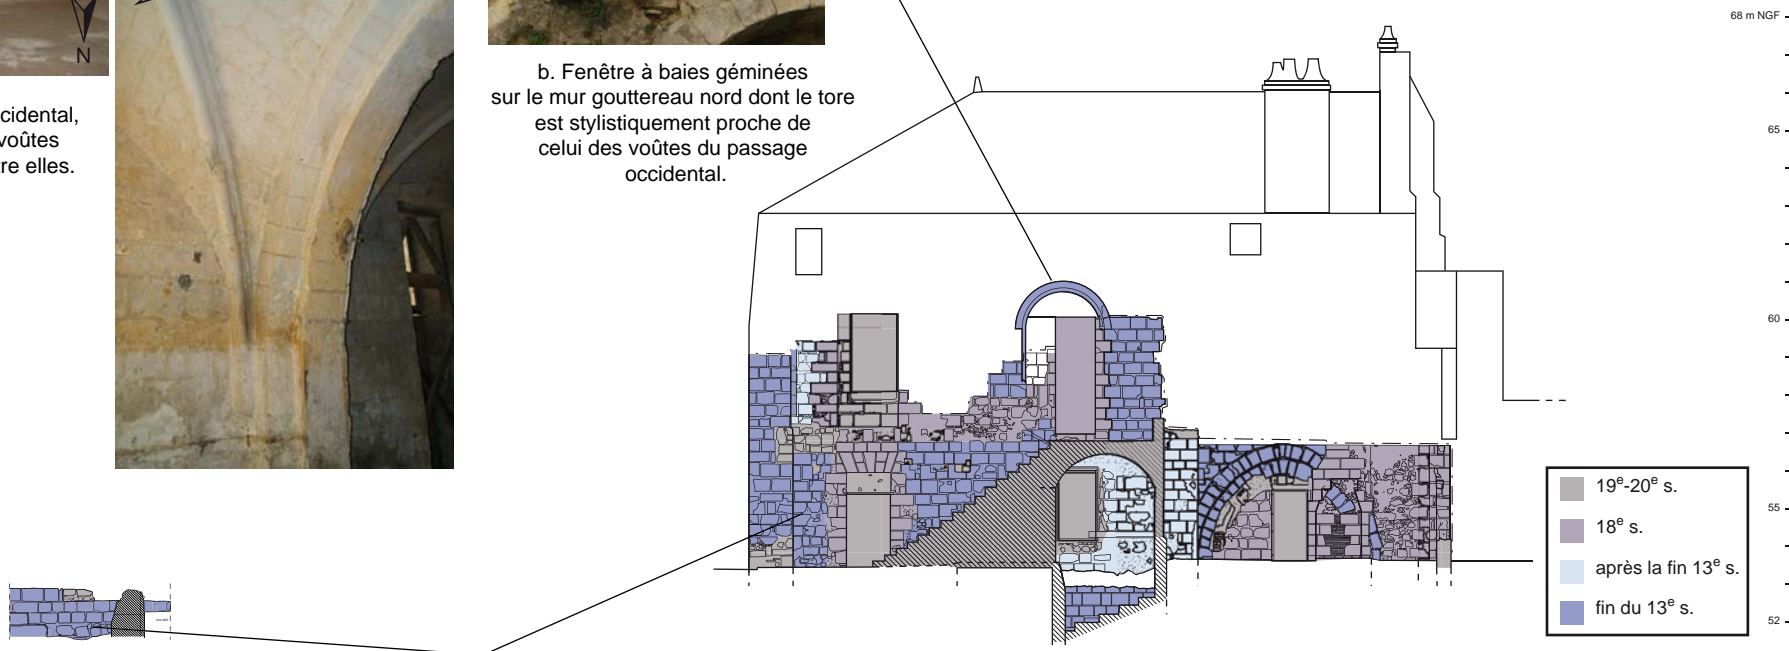 N
cidental,
voûtes
tre elles.
b. Fenêtre à baies géminées
sur le mur gouttereau nord dont le tore
est stylistiquement proche de
celui des voûtes du passage
occidental.
68 m NGF
65
60
55
52
19e-20e s.
18e s.
après la fin 13e s.
fin du 13e s.